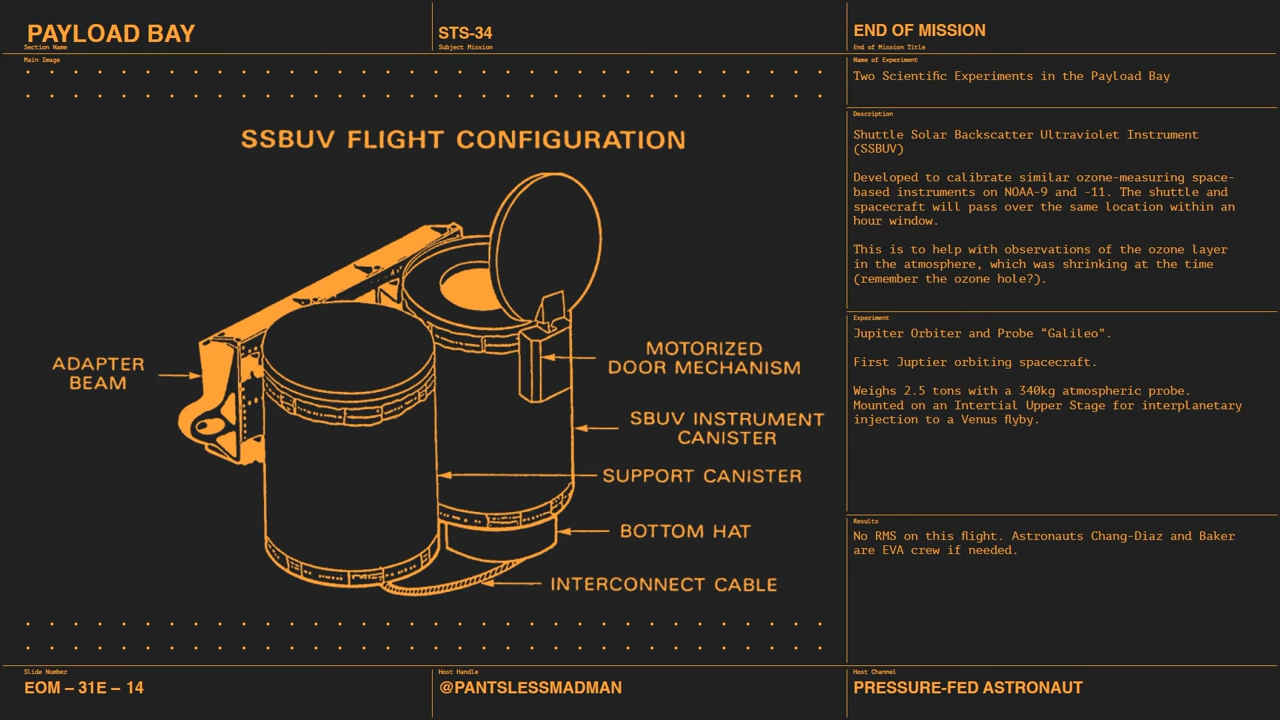 PAYLOAD BAY
Section Name
STS-34
Subject Mission
END OF MISSION
End of Mission Title
Main Image
SSBUV FLIGHT CONFIGURATION
ADAPTER
BEAM
MOTORIZED
DOOR MECHANISM
SBUV INSTRUMENT
CANISTER
SUPPORT CANISTER
BOTTOM HAT
INTERCONNECT CABLE
Name of Experiment
Two Scientific Experiments in the Payload Bay
Description
Shuttle Solar Backscatter Ultraviolet Instrument
(SSBUV)
Developed to calibrate similar ozone-measuring space-
based instruments on NOAA-9 and -11. The shuttle and
spacecraft will pass over the same location within an
hour window.
This is to help with observations of the ozone layer
in the atmosphere, which was shrinking at the time
(remember the ozone hole?).
Experiment
Jupiter Orbiter and Probe “Galileo”.
First Juptier orbiting spacecraft.
Weighs 2.5 tons with a 340kg atmospheric probe.
Mounted on an Intertial Upper Stage for interplanetary
injection to a Venus flyby.
Results
No RMS on this flight. Astronauts Chang-Diaz and Baker
are EVA crew if needed.
Slide Number
EOM – 31E – 14
Host Handle
@PANTSLESSMADMAN
Host Channel
PRESSURE-FED ASTRONAUT